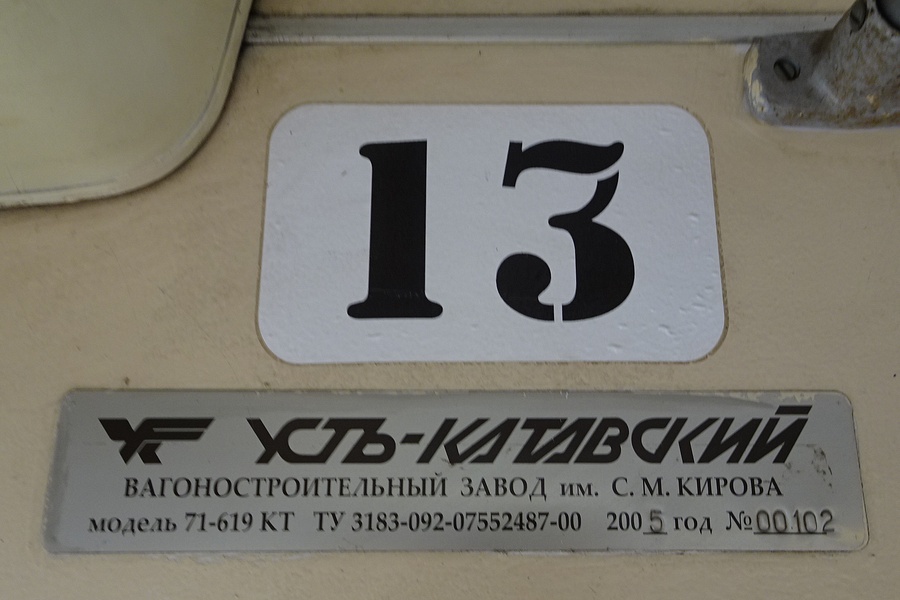 13
УСТЬ-КАТАВСКИЙ
ВАГОНОСТРОИТЕЛЬНЫЙ ЗАВОД им. С. М. КИРОВА
модель 71-619 КТ ТУ 3183-092-07552487-00 2005 год №00102